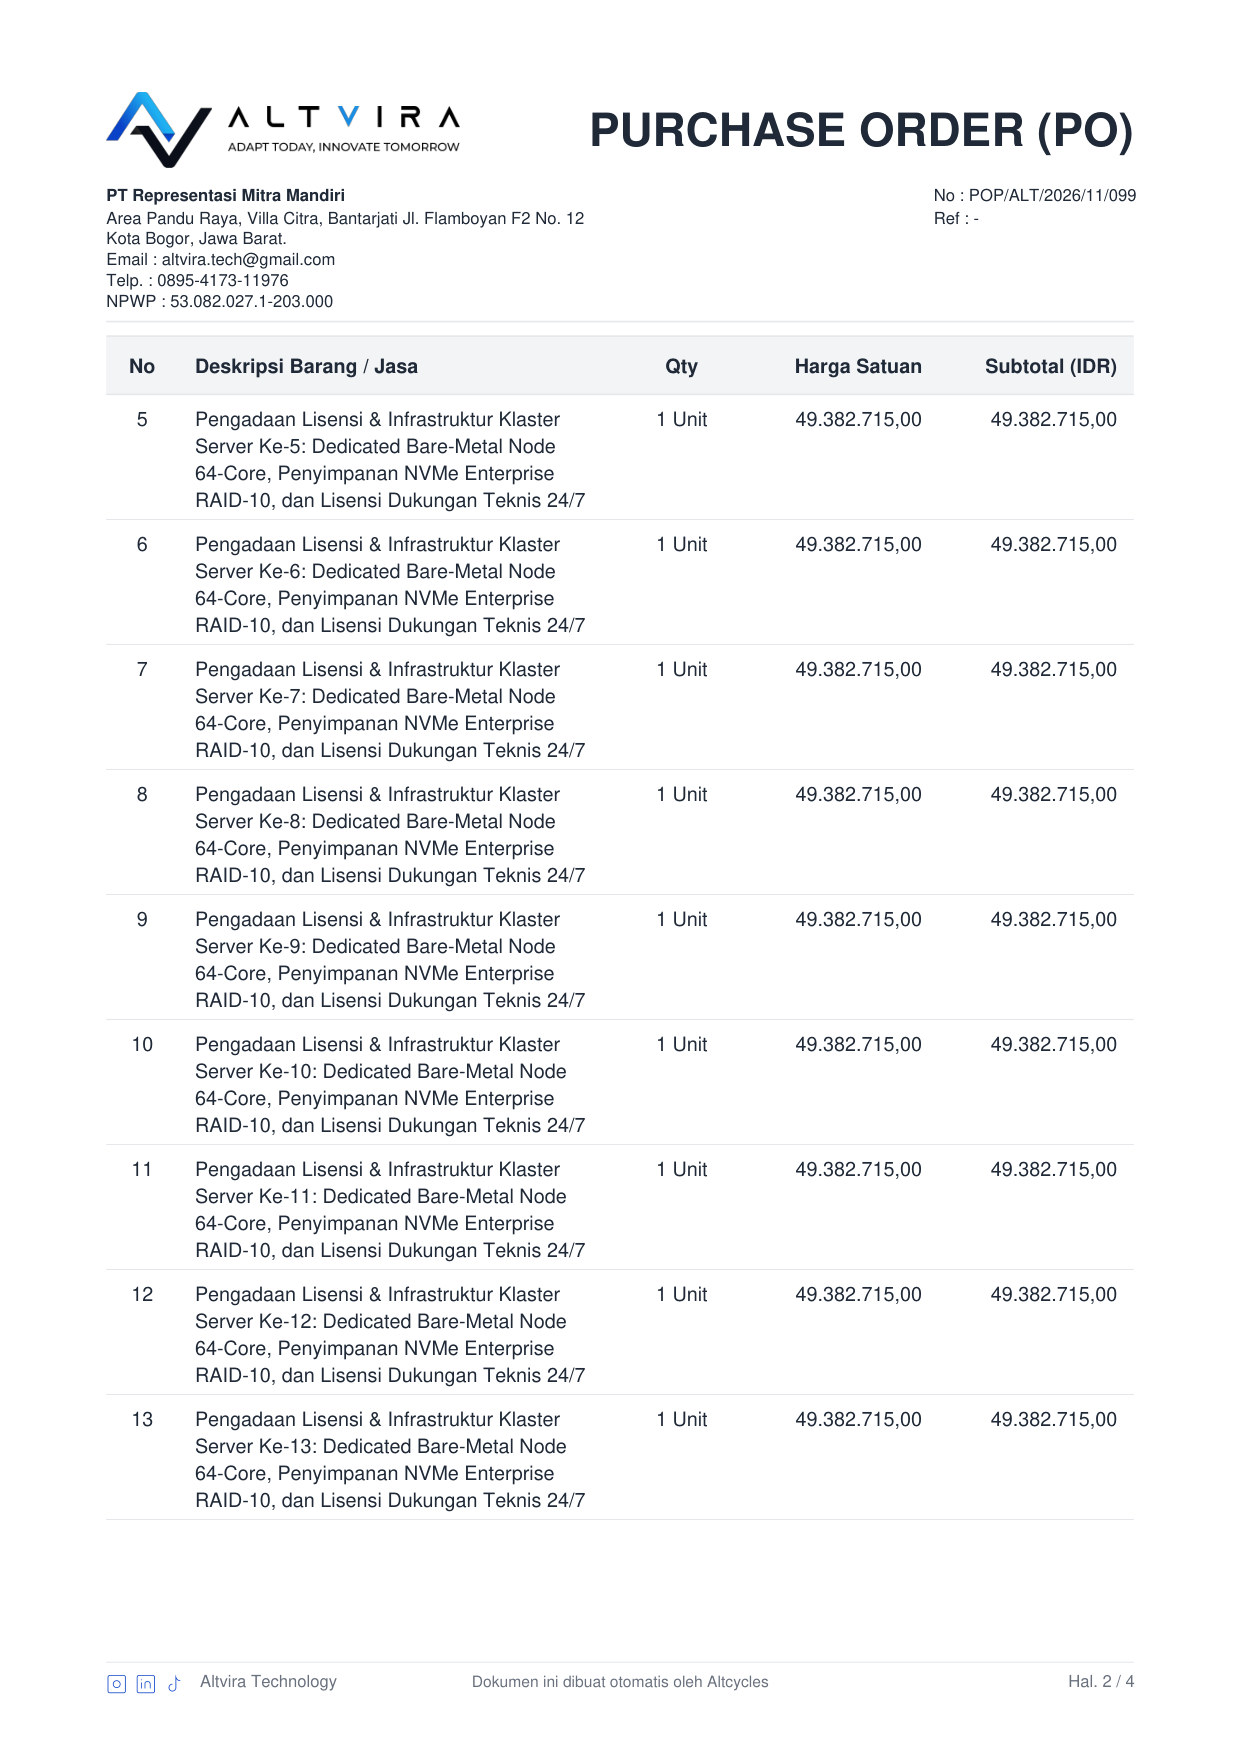 ALTVIRA
ADAPT TODAY, INNOVATE TOMORROW
PURCHASE ORDER (PO)
PT Representasi Mitra Mandiri
Area Pandu Raya, Villa Citra, Bantarjati Jl. Flamboyan F2 No. 12
Kota Bogor, Jawa Barat.
Email : altvira.tech@gmail.com
Telp. : 0895-4173-11976
NPWP : 53.082.027.1-203.000
No : POP/ALT/2026/11/099
Ref : -
No Deskripsi Barang / Jasa Qty Harga Satuan Subtotal (IDR)
5 Pengadaan Lisensi & Infrastruktur Klaster 1 Unit 49.382.715,00 49.382.715,00
Server Ke-5: Dedicated Bare-Metal Node
64-Core, Penyimpanan NVMe Enterprise
RAID-10, dan Lisensi Dukungan Teknis 24/7
6 Pengadaan Lisensi & Infrastruktur Klaster 1 Unit 49.382.715,00 49.382.715,00
Server Ke-6: Dedicated Bare-Metal Node
64-Core, Penyimpanan NVMe Enterprise
RAID-10, dan Lisensi Dukungan Teknis 24/7
7 Pengadaan Lisensi & Infrastruktur Klaster 1 Unit 49.382.715,00 49.382.715,00
Server Ke-7: Dedicated Bare-Metal Node
64-Core, Penyimpanan NVMe Enterprise
RAID-10, dan Lisensi Dukungan Teknis 24/7
8 Pengadaan Lisensi & Infrastruktur Klaster 1 Unit 49.382.715,00 49.382.715,00
Server Ke-8: Dedicated Bare-Metal Node
64-Core, Penyimpanan NVMe Enterprise
RAID-10, dan Lisensi Dukungan Teknis 24/7
9 Pengadaan Lisensi & Infrastruktur Klaster 1 Unit 49.382.715,00 49.382.715,00
Server Ke-9: Dedicated Bare-Metal Node
64-Core, Penyimpanan NVMe Enterprise
RAID-10, dan Lisensi Dukungan Teknis 24/7
10 Pengadaan Lisensi & Infrastruktur Klaster 1 Unit 49.382.715,00 49.382.715,00
Server Ke-10: Dedicated Bare-Metal Node
64-Core, Penyimpanan NVMe Enterprise
RAID-10, dan Lisensi Dukungan Teknis 24/7
11 Pengadaan Lisensi & Infrastruktur Klaster 1 Unit 49.382.715,00 49.382.715,00
Server Ke-11: Dedicated Bare-Metal Node
64-Core, Penyimpanan NVMe Enterprise
RAID-10, dan Lisensi Dukungan Teknis 24/7
12 Pengadaan Lisensi & Infrastruktur Klaster 1 Unit 49.382.715,00 49.382.715,00
Server Ke-12: Dedicated Bare-Metal Node
64-Core, Penyimpanan NVMe Enterprise
RAID-10, dan Lisensi Dukungan Teknis 24/7
13 Pengadaan Lisensi & Infrastruktur Klaster 1 Unit 49.382.715,00 49.382.715,00
Server Ke-13: Dedicated Bare-Metal Node
64-Core, Penyimpanan NVMe Enterprise
RAID-10, dan Lisensi Dukungan Teknis 24/7
Altvira Technology Dokumen ini dibuat otomatis oleh Altcycles Hal. 2 / 4